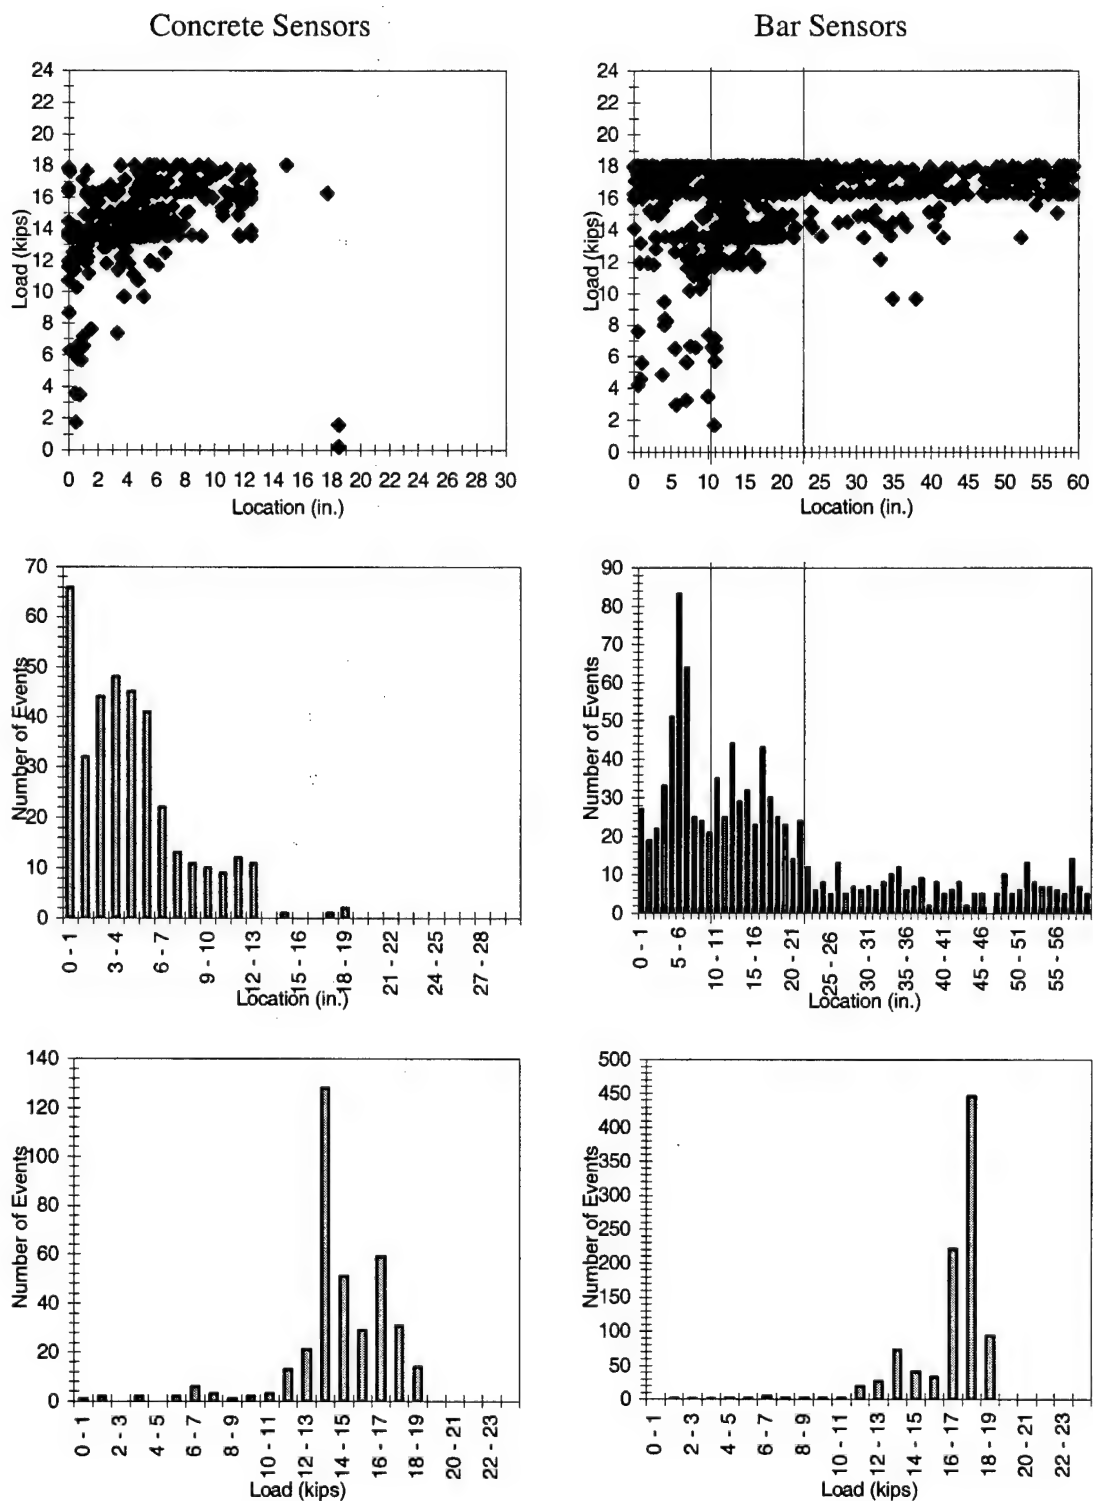 Concrete Sensors
Bar Sensors
24
22
20
18
16
14
12
10
8
6
4
2
0
Load (kips)
0 2 4 6 8 10 12 14 16 18 20 22 24 26 28 30
Location (in.)
24
22
20
18
16
14
12
10
8
6
4
2
0
Load (kips)
0 5 10 15 20 25 30 35 40 45 50 55 60
Location (in.)
70
60
50
40
30
20
10
0
Number of Events
0 - 1
3 - 4
6 - 7
9 - 10
12 - 13
15 - 16
18 - 19
21 - 22
24 - 25
27 - 28
Location (in.)
90
80
70
60
50
40
30
20
10
0
Number of Events
0 - 1
5 - 6
10 - 11
15 - 16
20 - 21
25 - 26
30 - 31
35 - 36
40 - 41
45 - 46
50 - 51
55 - 56
Location (in.)
140
120
100
80
60
40
20
0
Number of Events
0 - 1
2 - 3
4 - 5
6 - 7
8 - 9
10 - 11
12 - 13
14 - 15
16 - 17
18 - 19
20 - 21
22 - 23
Load (kips)
500
450
400
350
300
250
200
150
100
50
0
Number of Events
0 - 1
2 - 3
4 - 5
6 - 7
8 - 9
10 - 11
12 - 13
14 - 15
16 - 17
18 - 19
20 - 21
22 - 23
Load (kips)